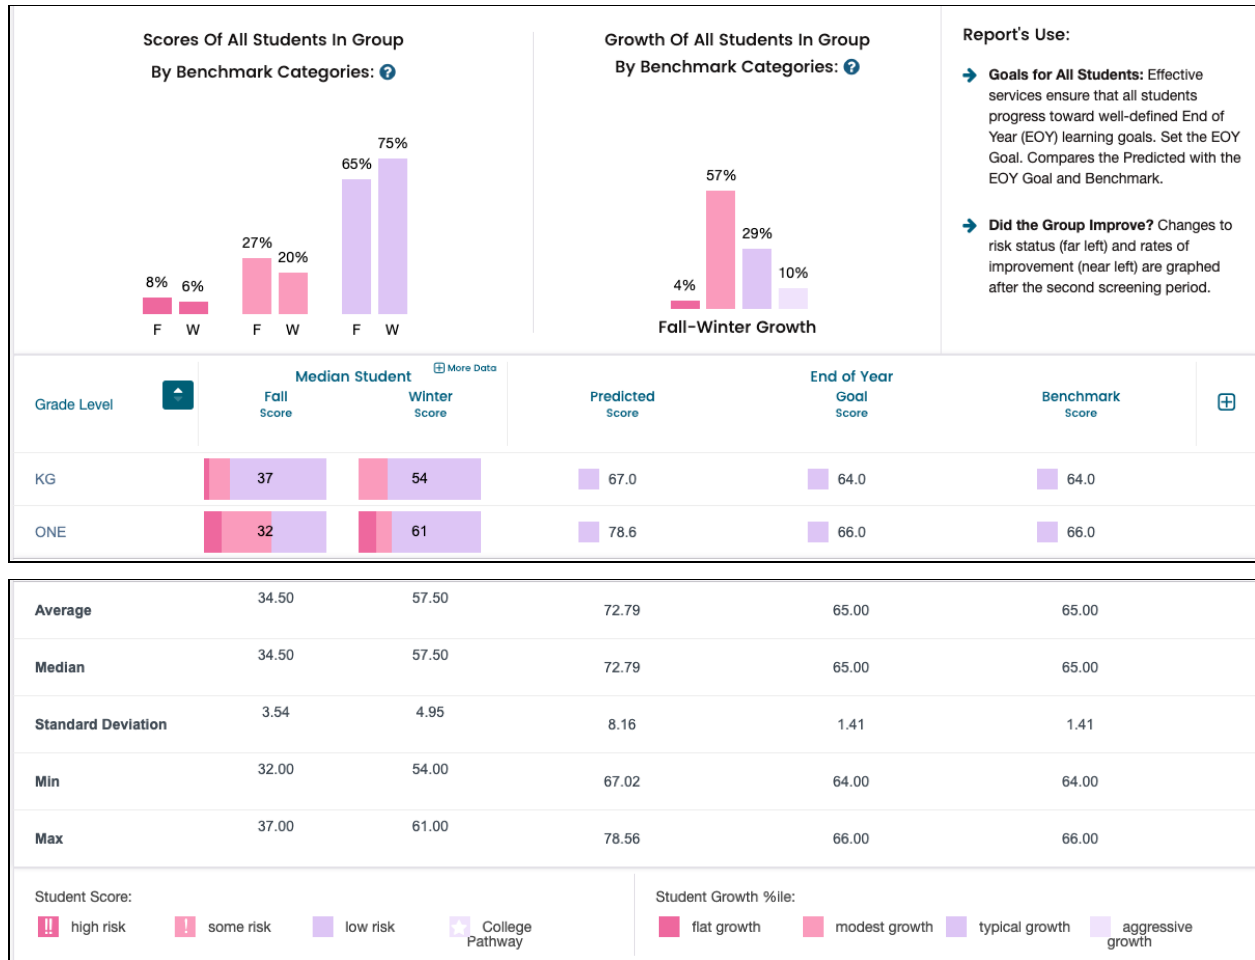 Scores Of All Students In Group
By Benchmark Categories: ?
8%
6%
27%
20%
65%
75%
F W F W F W
Growth Of All Students In Group
By Benchmark Categories: ?
4%
57%
29%
10%
Fall-Winter Growth
Report's Use:
Goals for All Students: Effective
services ensure that all students
progress toward well-defined End of
Year (EOY) learning goals. Set the EOY
Goal. Compares the Predicted with the
EOY Goal and Benchmark.
Did the Group Improve? Changes to
risk status (far left) and rates of
improvement (near left) are graphed
after the second screening period.
Grade Level
Median Student
More Data
Fall
Score
Winter
Score
End of Year
Predicted
Score
Goal
Score
Benchmark
Score
KG 37 54 67.0 64.0 64.0
ONE 32 61 78.6 66.0 66.0
Average 34.50 57.50 72.79 65.00 65.00
Median 34.50 57.50 72.79 65.00 65.00
Standard Deviation 3.54 4.95 8.16 1.41 1.41
Min 32.00 54.00 67.02 64.00 64.00
Max 37.00 61.00 78.56 66.00 66.00
Student Score:
!! high risk
! some risk
low risk
College
Pathway
Student Growth %ile:
flat growth
modest growth
typical growth
aggressive
growth